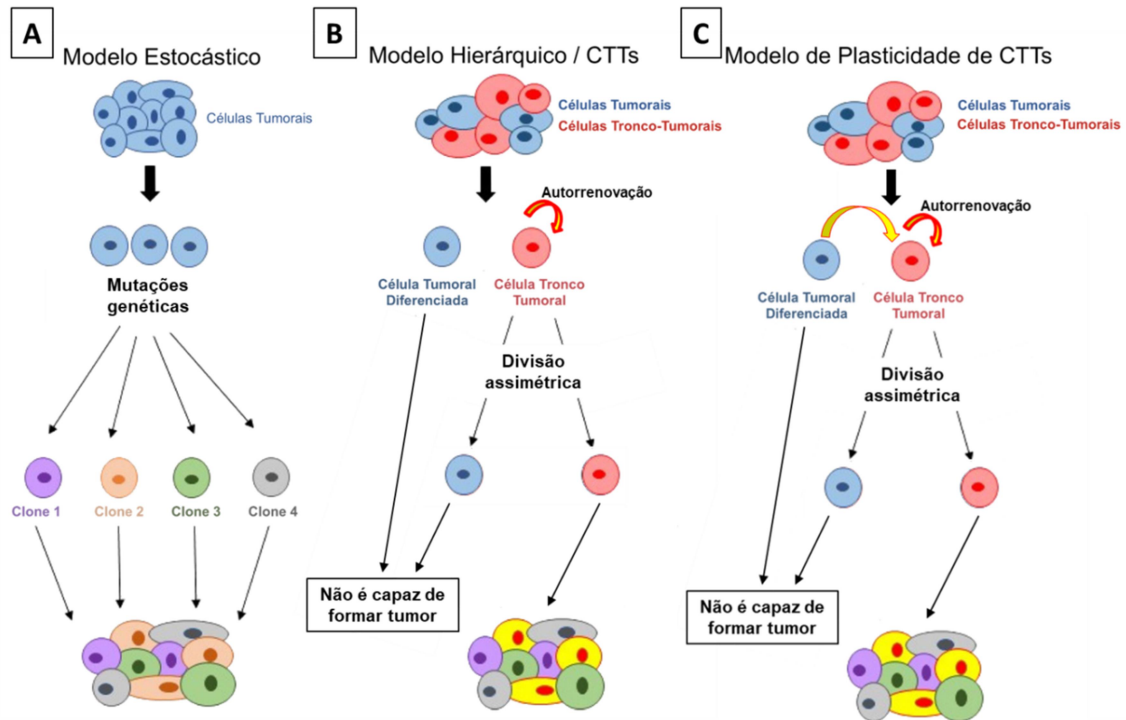 A
Modelo Estocástico
Células Tumorais
Mutações
genéticas
Clone 1
Clone 2
Clone 3
Clone 4
B
Modelo Hierárquico / CTTs
Células Tumorais
Células Tronco-Tumorais
Autorrenovação
Célula Tumoral
Diferenciada
Célula Tronco
Tumoral
Divisão
assimétrica
Não é capaz de
formar tumor
C
Modelo de Plasticidade de CTTs
Células Tumorais
Células Tronco-Tumorais
Autorrenovação
Célula Tumoral
Diferenciada
Célula Tronco
Tumoral
Divisão
assimétrica
Não é capaz de
formar tumor